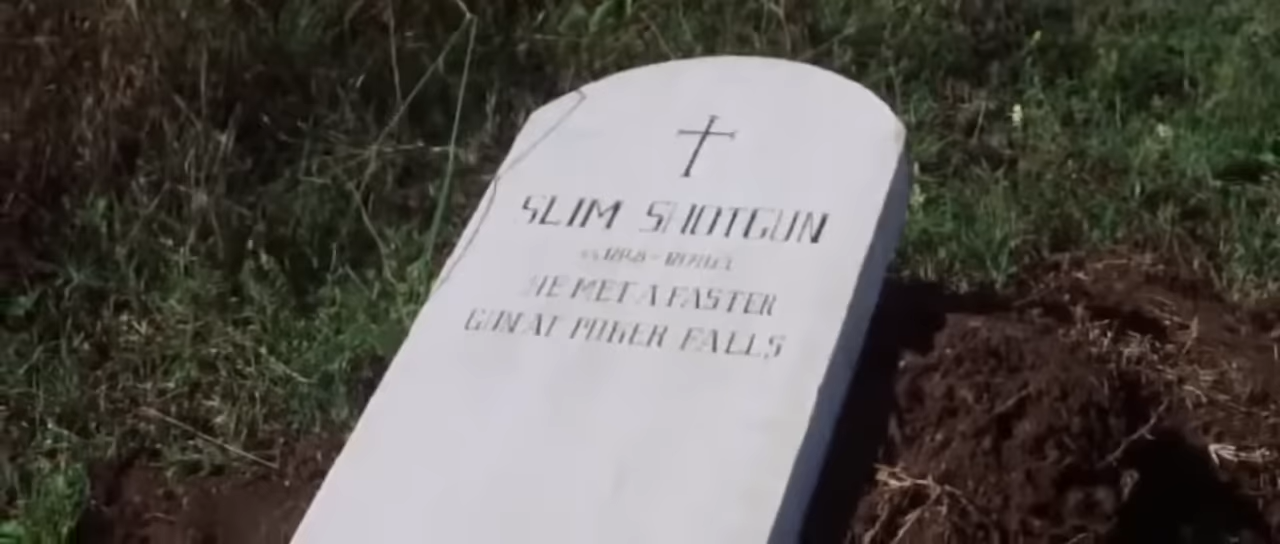 SLIM SHOTGUN
HE MET A FASTER
GUN AT POKER FALLS